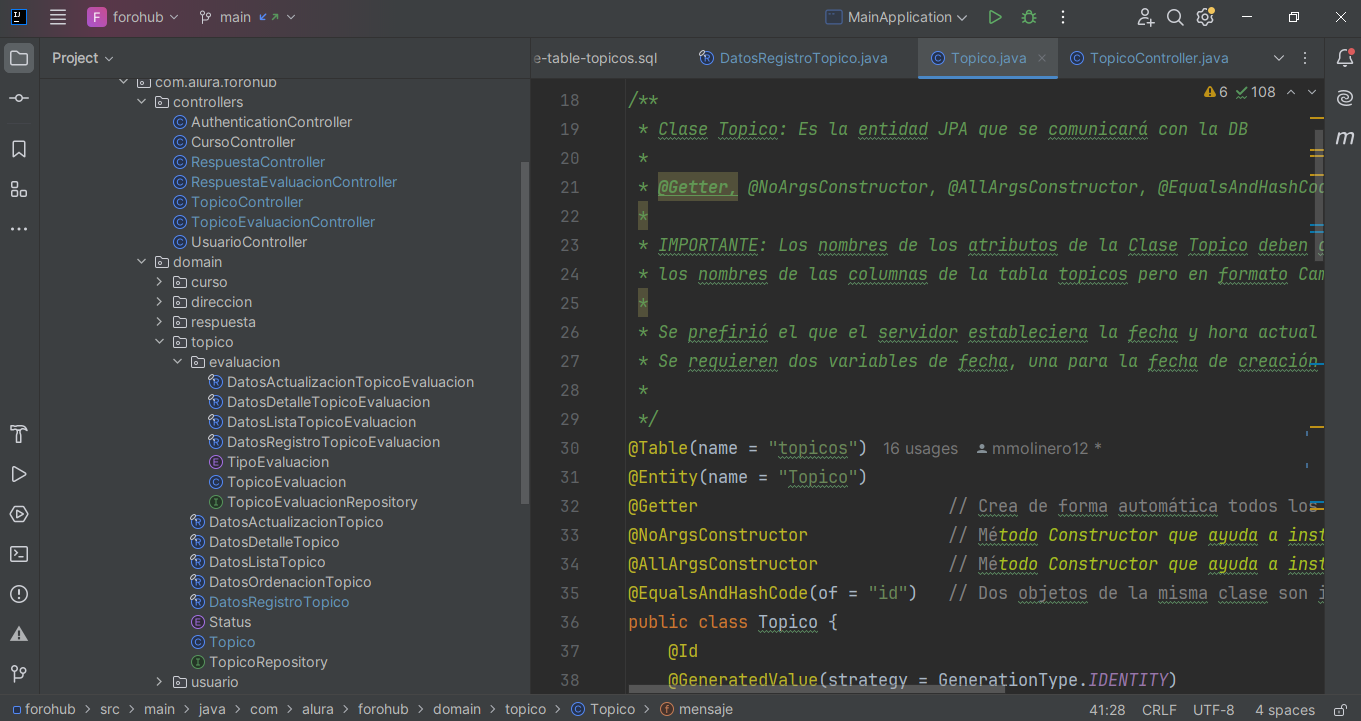 F forohub main MainApplication
Project
e-table-topicos.sql DatosRegistroTopico.java Topico.java TopicoController.java
com.alura.forohub
controllers
AuthenticationController
CursoController
RespuestaController
RespuestaEvaluacionController
TopicoController
TopicoEvaluacionController
UsuarioController
domain
curso
direccion
respuesta
topico
evaluacion
DatosActualizacionTopicoEvaluacion
DatosDetalleTopicoEvaluacion
DatosListaTopicoEvaluacion
DatosRegistroTopicoEvaluacion
TipoEvaluacion
TopicoEvaluacion
TopicoEvaluacionRepository
DatosActualizacionTopico
DatosDetalleTopico
DatosListaTopico
DatosOrdenacionTopico
DatosRegistroTopico
Status
Topico
TopicoRepository
usuario
6 108
18 /**
19 * Clase Topico: Es la entidad JPA que se comunicará con la DB
20 *
21 * @Getter, @NoArgsConstructor, @AllArgsConstructor, @EqualsAndHashCod
22 *
23 * IMPORTANTE: Los nombres de los atributos de la Clase Topico deben
24 * los nombres de las columnas de la tabla topicos pero en formato Cam
25 *
26 * Se prefirió el que el servidor estableciera la fecha y hora actual
27 * Se requieren dos variables de fecha, una para la fecha de creación
28 *
29 */
30 @Table(name = "topicos") 16 usages mmolinero12 *
31 @Entity(name = "Topico")
32 @Getter // Crea de forma automática todos los
33 @NoArgsConstructor // Método Constructor que ayuda a inst
34 @AllArgsConstructor // Método Constructor que ayuda a inst
35 @EqualsAndHashCode(of = "id") // Dos objetos de la misma clase son i
36 public class Topico {
37 @Id
38 @GeneratedValue(strategy = GenerationType.IDENTITY)
forohub > src > main > java > com > alura > forohub > domain > topico > Topico > mensaje 41:28 CRLF UTF-8 4 spaces